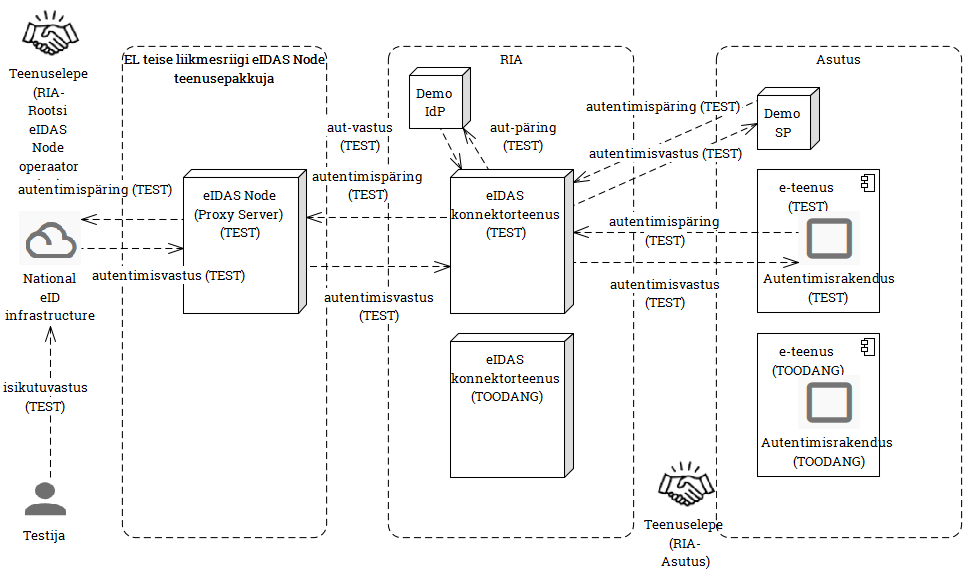 Teenuselepe
(RIA-
Rootsi
eIDAS
Node
operaator
EL teise liikmesriigi eIDAS Node
teenusepakkuja
RIA
Asutus
Demo
IdP
Demo
SP
autentimispäring (TEST)
autentimisvastus (TEST)
aut-vastus
(TEST)
aut-päring
(TEST)
autentimispäring (TEST)
National
eID
infrastructure
autentimisvastus (TEST)
eIDAS Node
(Proxy Server)
(TEST)
autentimispäring
(TEST)
autentimisvastus
(TEST)
eIDAS
konnektorteenus
(TEST)
autentimispäring
(TEST)
autentimisvastus
(TEST)
e-teenus
(TEST)
Autentimisrakendus
(TEST)
eIDAS
konnektorteenus
(TOODANG)
e-teenus
(TOODANG)
Autentimisrakendus
(TOODANG)
isikutuvastus
(TEST)
Testija
Teenuselepe
(RIA-
Asutus)